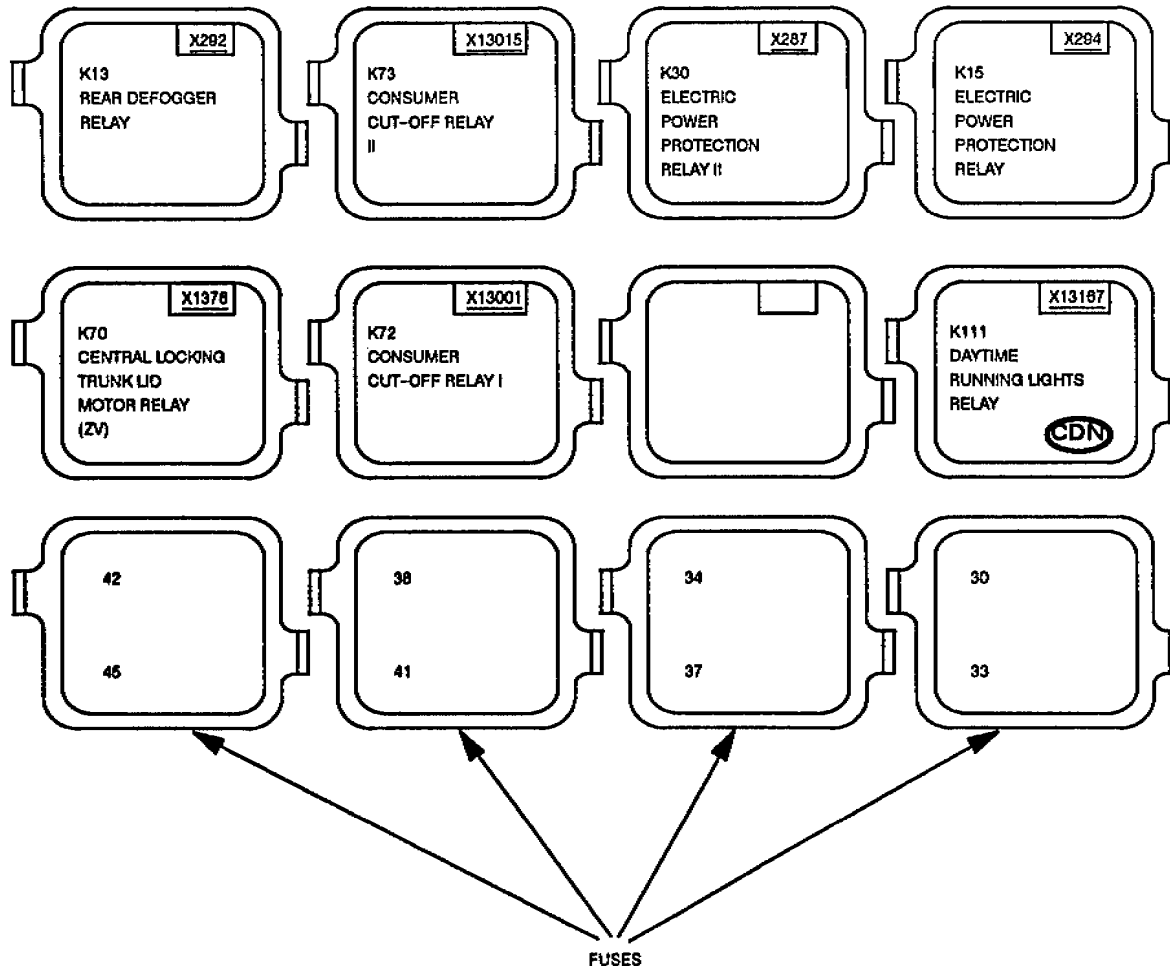 X292
K13
REAR DEFOGGER
RELAY
X13015
K73
CONSUMER
CUT-OFF RELAY
II
X287
K30
ELECTRIC
POWER
PROTECTION
RELAY II
X294
K15
ELECTRIC
POWER
PROTECTION
RELAY
X1376
K70
CENTRAL LOCKING
TRUNK LID
MOTOR RELAY
(ZV)
X13001
K72
CONSUMER
CUT-OFF RELAY I
X13167
K111
DAYTIME
RUNNING LIGHTS
RELAY
CDN
42
45
38
41
34
37
30
33
FUSES